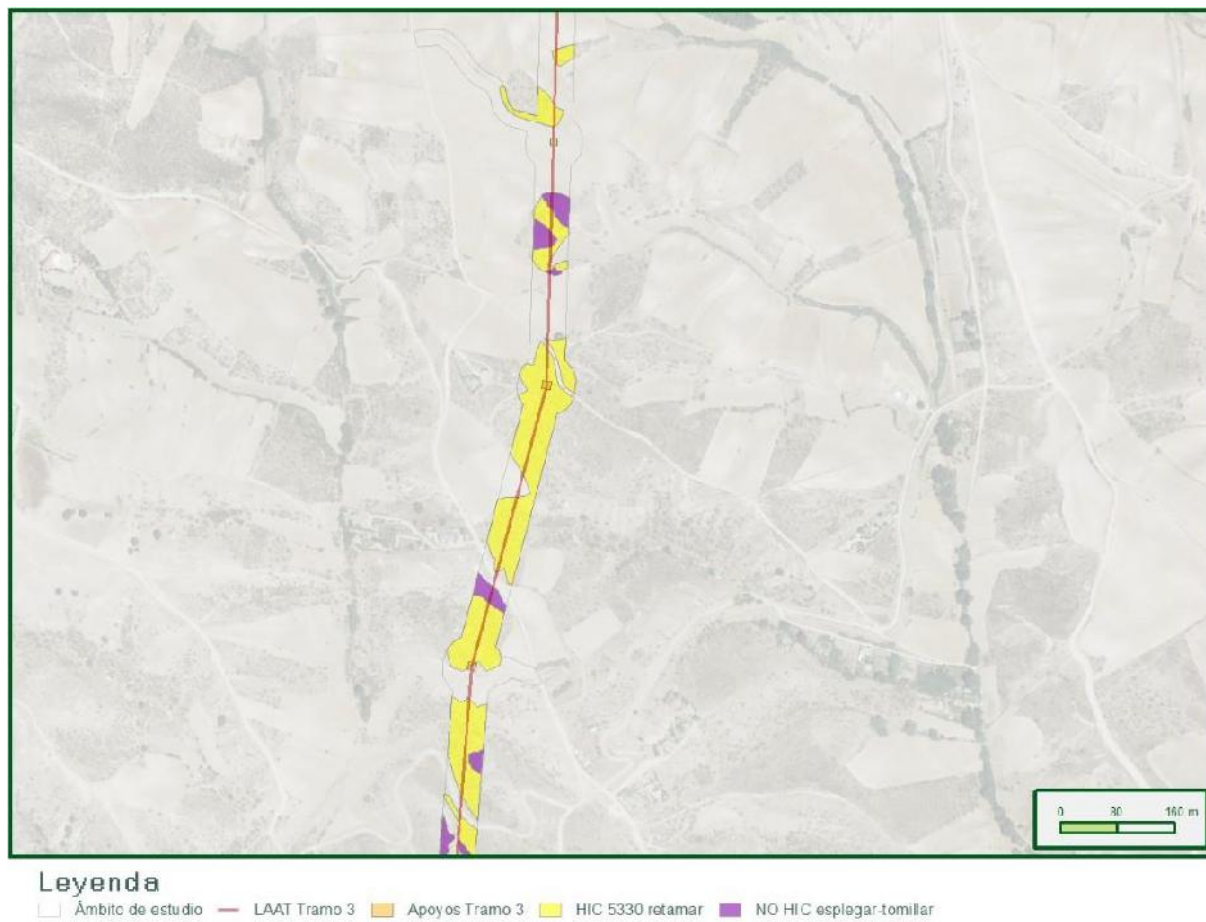 0 80 160 m
Leyenda
Ámbito de estudio LAAT Tramo 3 Apoyos Tramo 3 HIC 5330 retamar NO HIC esplegar-tomillar